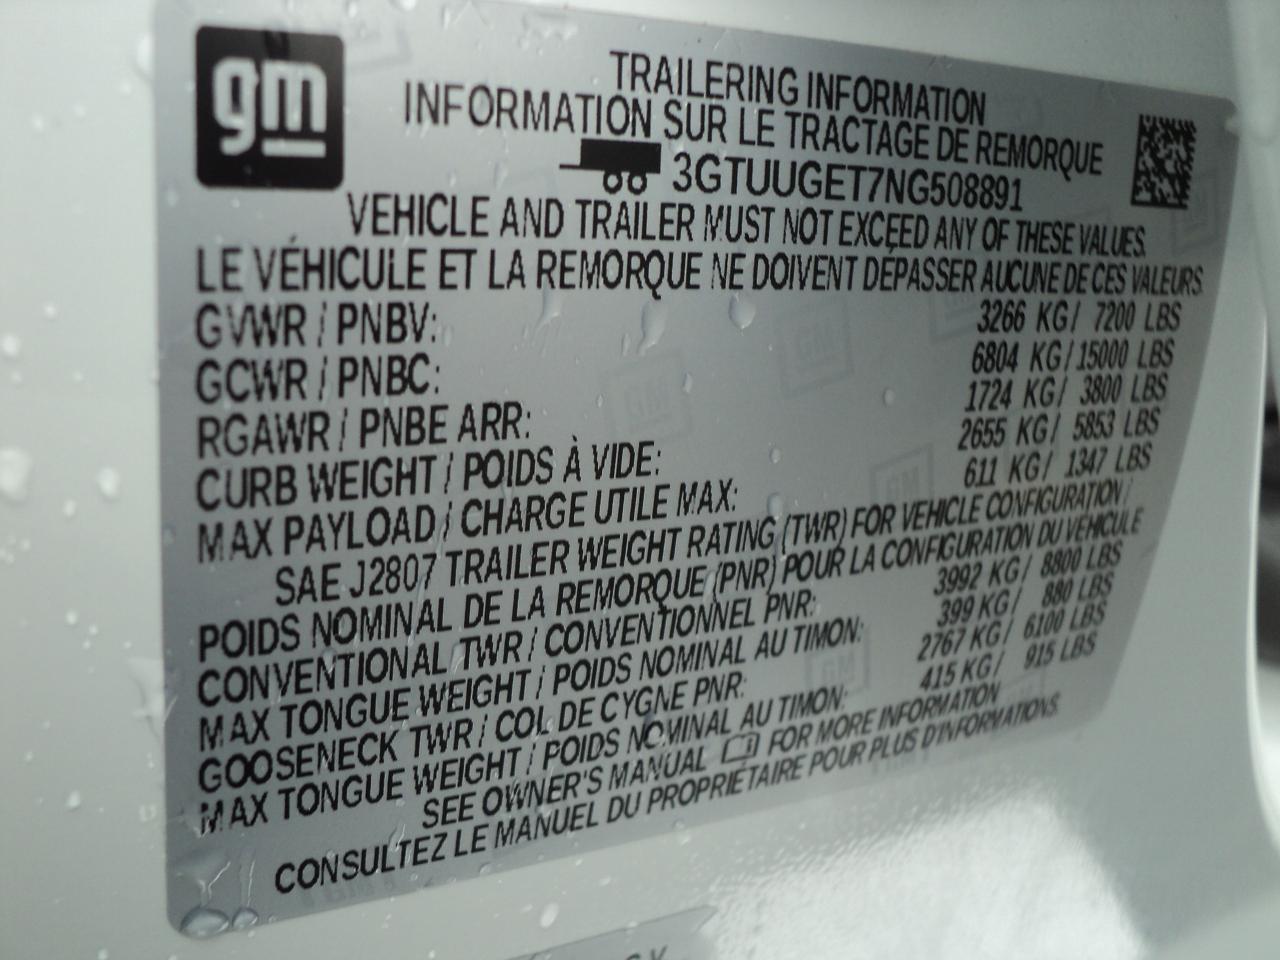 gm
TRAILERING INFORMATION
INFORMATION SUR LE TRACTAGE DE REMORQUE
3GTUUGET7NG508891
VEHICLE AND TRAILER MUST NOT EXCEED ANY OF THESE VALUES.
LE VÉHICULE ET LA REMORQUE NE DOIVENT DÉPASSER AUCUNE DE CES VALEURS.
GVWR / PNBV: 3266 KG/ 7200 LBS
GCWR / PNBC: 6804 KG/ 15000 LBS
RGAWR / PNBE ARR: 1724 KG/ 3800 LBS
CURB WEIGHT / POIDS À VIDE: 2655 KG/ 5853 LBS
MAX PAYLOAD / CHARGE UTILE MAX: 611 KG/ 1347 LBS
SAE J2807 TRAILER WEIGHT RATING (TWR) FOR VEHICLE CONFIGURATION /
POIDS NOMINAL DE LA REMORQUE (PNR) POUR LA CONFIGURATION DU VÉHICULE
CONVENTIONAL TWR / CONVENTIONNEL PNR: 3992 KG/ 8800 LBS
MAX TONGUE WEIGHT / POIDS NOMINAL AU TIMON: 399 KG/ 880 LBS
GOOSENECK TWR / COL DE CYGNE PNR: 2767 KG/ 6100 LBS
MAX TONGUE WEIGHT / POIDS NOMINAL AU TIMON: 415 KG/ 915 LBS
SEE OWNER'S MANUAL FOR MORE INFORMATION
CONSULTEZ LE MANUEL DU PROPRIÉTAIRE POUR PLUS D'INFORMATIONS.